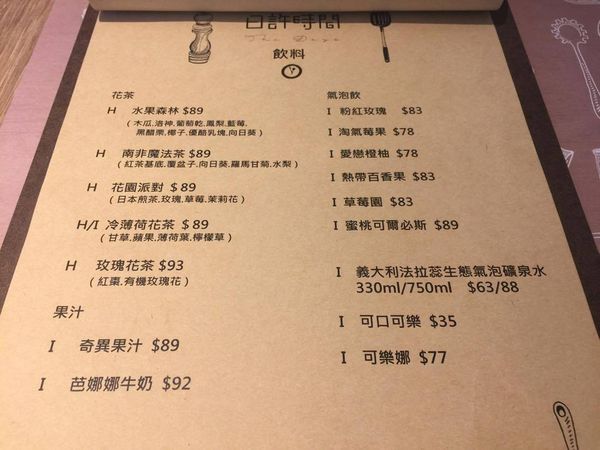 日許時間
The Days
飲料
花茶
H 水果森林 $89
（木瓜.洛神.葡萄乾.鳳梨.藍莓.
黑醋栗.椰子.優酪乳塊.向日葵）
H 南非魔法茶 $89
（紅茶基底.覆盆子.向日葵.羅馬甘菊.水梨）
H 花園派對 $89
（日本煎茶.玫瑰.草莓.茉莉花）
H/I 冷薄荷花茶 $89
（甘草.蘋果.薄荷葉.檸檬草）
H 玫瑰花茶 $93
（紅棗.有機玫瑰花）
果汁
I 奇異果汁 $89
I 芭娜娜牛奶 $92
氣泡飲
I 粉紅玫瑰 $83
I 淘氣莓果 $78
I 愛戀橙柚 $78
I 熱帶百香果 $83
I 草莓園 $83
I 蜜桃可爾必斯 $89
I 義大利法拉蕊生態氣泡礦泉水
330ml/750ml $63/88
I 可口可樂 $35
I 可樂娜 $77